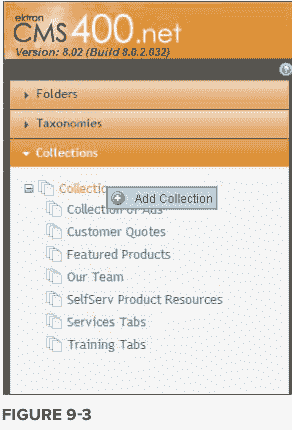 ektron
CMS400.net
Version: 8.02 (Build 8.0.2.032)
Folders
Taxonomies
Collections
Collectio
Add Collection
Collection of Ads
Customer Quotes
Featured Products
Our Team
SelfServ Product Resources
Services Tabs
Training Tabs
FIGURE 9-3